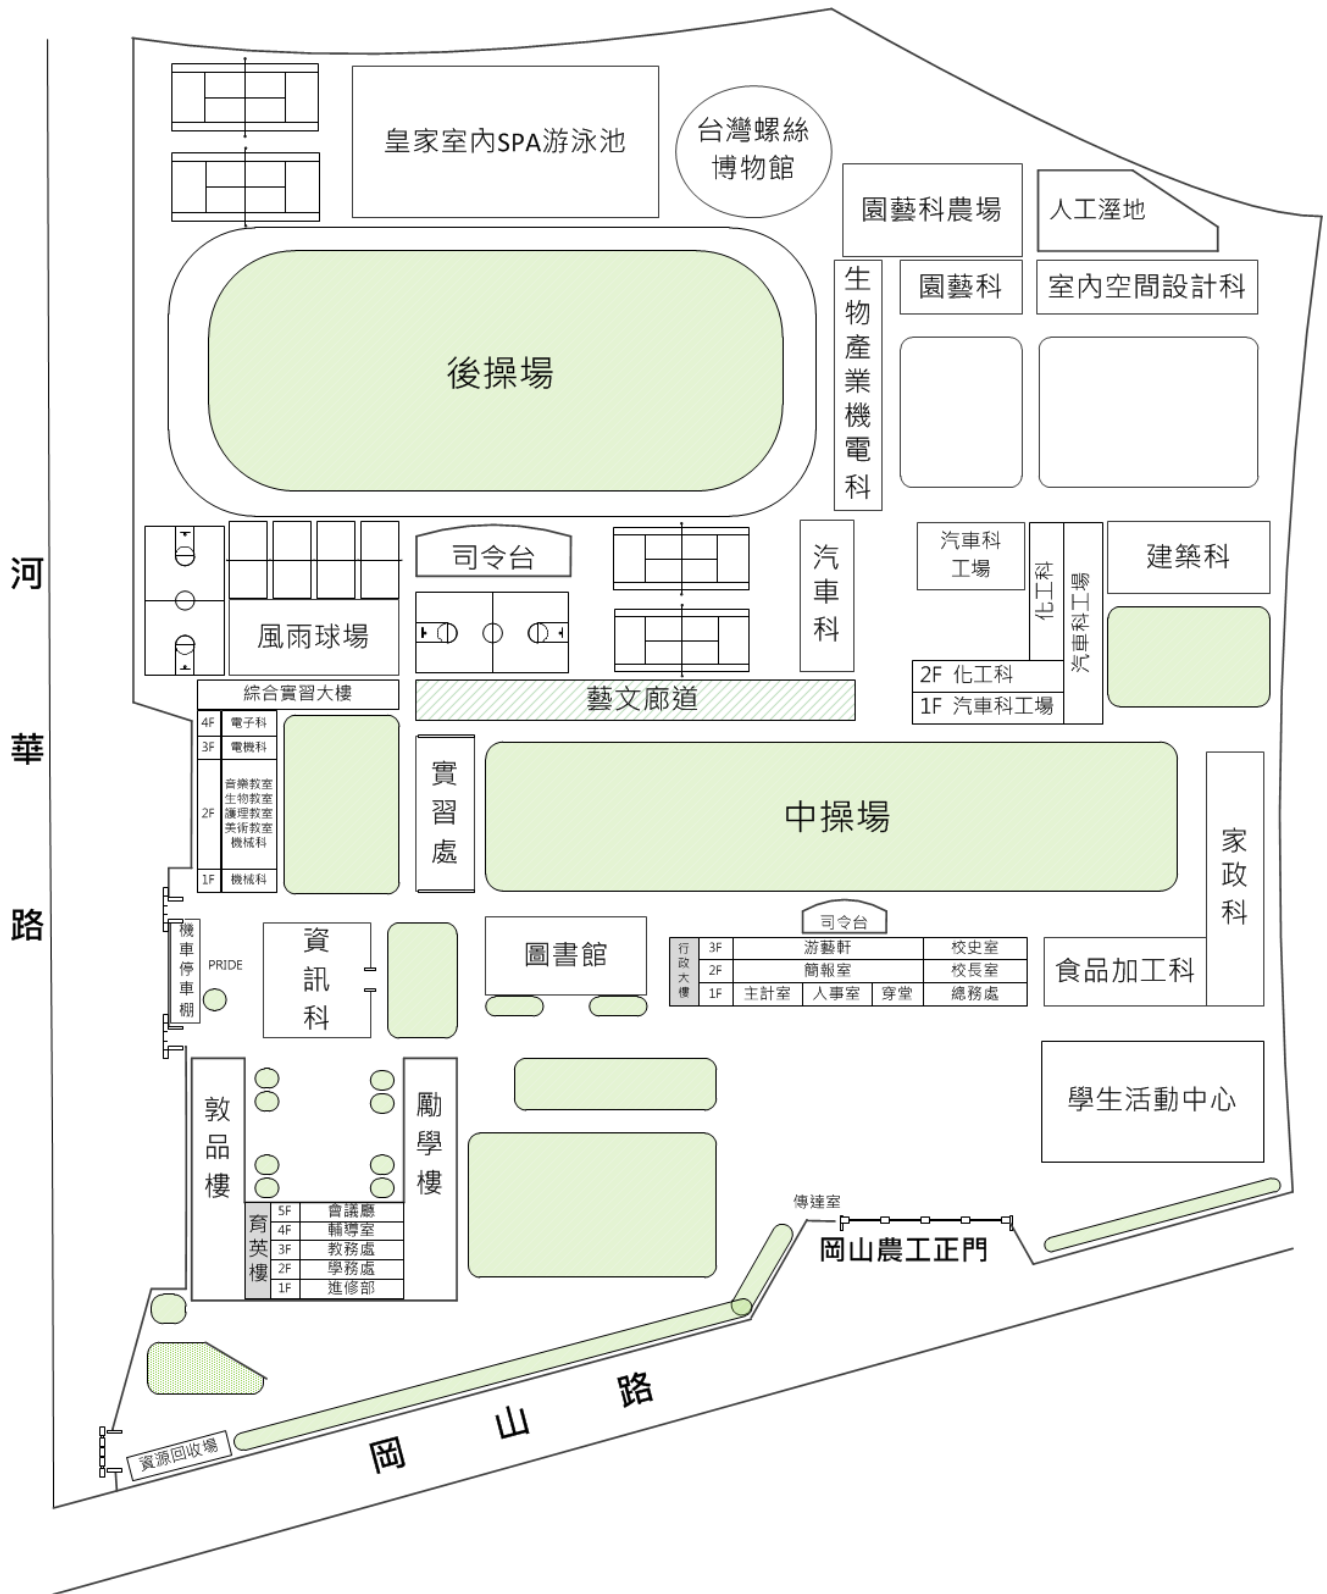 皇家室內SPA游泳池
台灣螺絲
博物館
園藝科農場
人工溼地
生物產業機電科
園藝科
室內空間設計科
後操場
河華路
司令台
汽車科
汽車科
工場
化工科
汽車科工場
建築科
風雨球場
2F 化工科
1F 汽車科工場
綜合實習大樓
4F 電子科
3F 電機科
2F
音樂教室
生物教室
護理教室
美術教室
機械科
1F 機械科
藝文廊道
實習處
中操場
家政科
機車停車棚
PRIDE
資訊科
圖書館
司令台
行政大樓
3F 游藝軒 校史室
2F 簡報室 校長室
1F 主計室 人事室 穿堂 總務處
食品加工科
敦品樓
勵學樓
學生活動中心
育英樓
5F 會議廳
4F 輔導室
3F 教務處
2F 學務處
1F 進修部
傳達室
岡山農工正門
岡山路
資源回收場